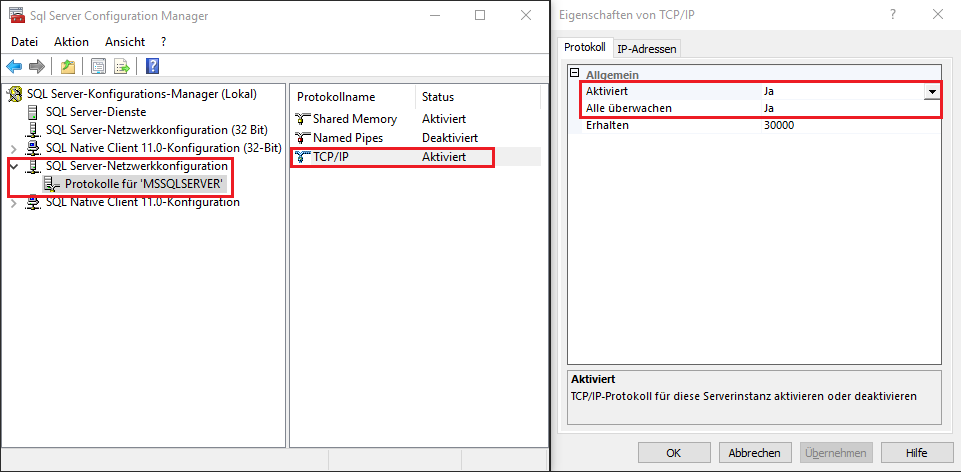 Sql Server Configuration Manager
Datei Aktion Ansicht ?
SQL Server-Konfigurations-Manager (Lokal)
SQL Server-Dienste
SQL Server-Netzwerkkonfiguration (32 Bit)
SQL Native Client 11.0-Konfiguration (32-Bit)
SQL Server-Netzwerkkonfiguration
Protokolle für 'MSSQLSERVER'
SQL Native Client 11.0-Konfiguration
Protokollname Status
Shared Memory Aktiviert
Named Pipes Deaktiviert
TCP/IP Aktiviert
Eigenschaften von TCP/IP
?
Protokoll IP-Adressen
Allgemein
Aktiviert Ja
Alle überwachen Ja
Erhalten 30000
Aktiviert
TCP/IP-Protokoll für diese Serverinstanz aktivieren oder deaktivieren
OK Abbrechen Übernehmen Hilfe